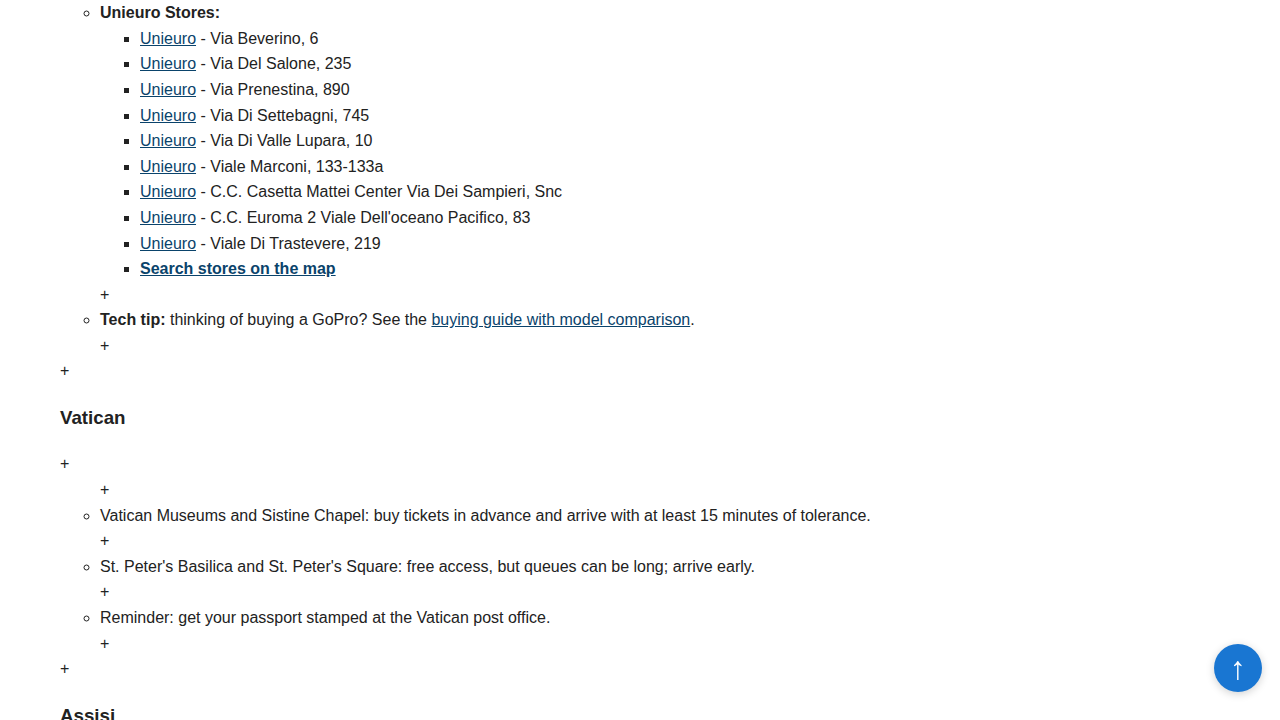 Unieuro Stores:
Unieuro - Via Beverino, 6
Unieuro - Via Del Salone, 235
Unieuro - Via Prenestina, 890
Unieuro - Via Di Settebagni, 745
Unieuro - Via Di Valle Lupara, 10
Unieuro - Viale Marconi, 133-133a
Unieuro - C.C. Casetta Mattei Center Via Dei Sampieri, Snc
Unieuro - C.C. Euroma 2 Viale Dell'oceano Pacifico, 83
Unieuro - Viale Di Trastevere, 219
Search stores on the map
+
Tech tip: thinking of buying a GoPro? See the buying guide with model comparison.
+
+
Vatican
+
+
Vatican Museums and Sistine Chapel: buy tickets in advance and arrive with at least 15 minutes of tolerance.
+
St. Peter's Basilica and St. Peter's Square: free access, but queues can be long; arrive early.
+
Reminder: get your passport stamped at the Vatican post office.
+
+
↑
Assisi